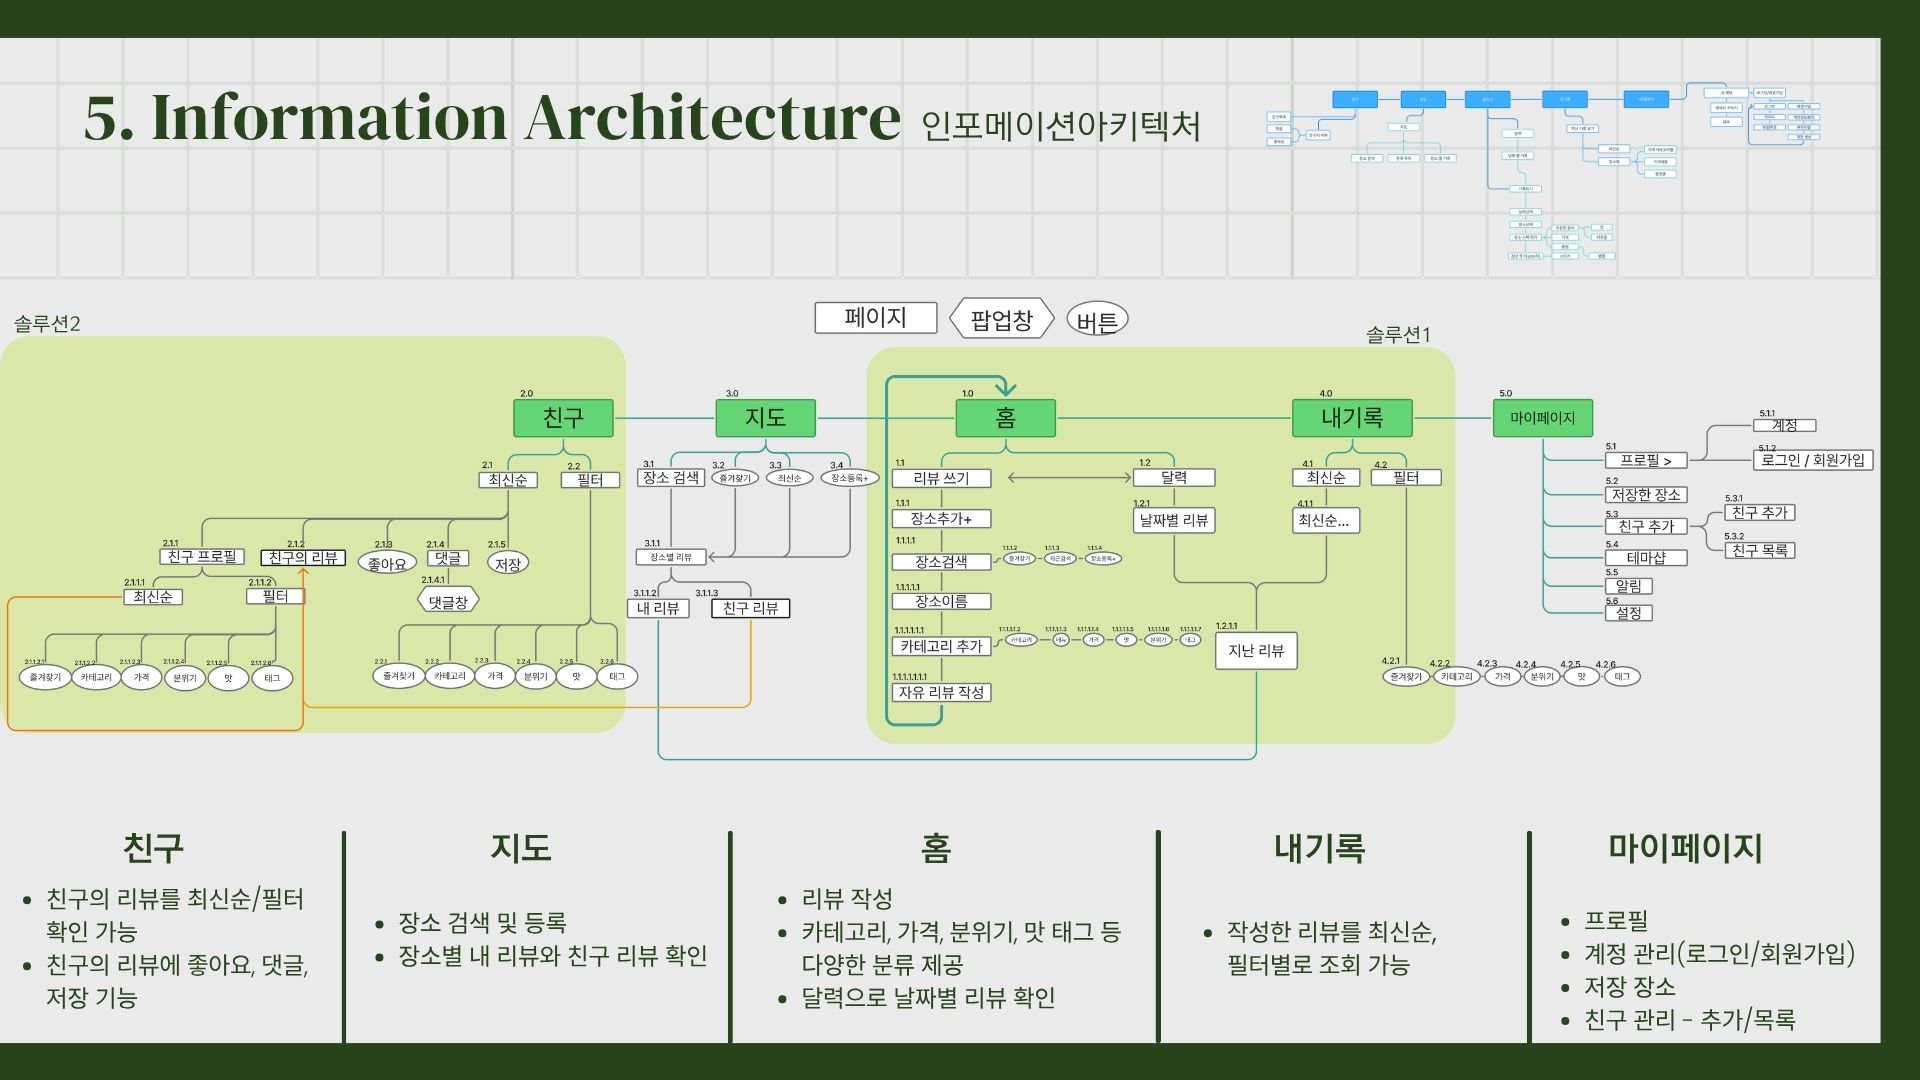 5. Information Architecture 인포메이션아키텍처
페이지
팝업창
버튼
솔루션2
솔루션1
2.0
친구
3.0
지도
1.0
홈
4.0
내기록
5.0
마이페이지
2.1
최신순
2.2
필터
2.1.1
친구 프로필
2.1.2
친구의 리뷰
2.1.3
좋아요
2.1.4
댓글
2.1.5
저장
2.1.4.1
댓글창
2.1.1.1
최신순
2.1.1.2
필터
2.1.1.2.1
즐겨찾기
2.1.1.2.2
카테고리
2.1.1.2.3
가격
2.1.1.2.4
분위기
2.1.1.2.5
맛
2.1.1.2.6
태그
2.2.1
즐겨찾기
2.2.2
카테고리
2.2.3
가격
2.2.4
분위기
2.2.5
맛
2.2.6
태그
3.1
장소 검색
3.2
즐겨찾기
3.3
최신순
3.4
장소등록+
3.1.1
장소별 리뷰
3.1.1.2
내 리뷰
3.1.1.3
친구 리뷰
1.1
리뷰 쓰기
1.1.1
장소추가+
1.1.1.1
장소검색
1.1.1.2
즐겨찾기
1.1.1.3
최근검색
1.1.1.4
장소등록+
1.1.1.1.1
장소이름
1.1.1.1.1.1
카테고리 추가
1.1.1.1.1.2
카테고리
1.1.1.1.1.3
메뉴
1.1.1.1.1.4
가격
1.1.1.1.1.5
맛
1.1.1.1.1.6
분위기
1.1.1.1.1.7
태그
1.1.1.1.1.1.1
자유 리뷰 작성
1.2
달력
1.2.1
날짜별 리뷰
1.2.1.1
지난 리뷰
4.1
최신순
4.2
필터
4.1.1
최신순...
4.2.1
즐겨찾기
4.2.2
카테고리
4.2.3
가격
4.2.4
분위기
4.2.5
맛
4.2.6
태그
5.1
프로필 >
5.1.1
계정
5.1.2
로그인 / 회원가입
5.2
저장한 장소
5.3
친구 추가
5.3.1
친구 추가
5.3.2
친구 목록
5.4
테마샵
5.5
알림
5.6
설정
친구
• 친구의 리뷰를 최신순/필터
확인 가능
• 친구의 리뷰에 좋아요, 댓글,
저장 기능
지도
• 장소 검색 및 등록
• 장소별 내 리뷰와 친구 리뷰 확인
홈
• 리뷰 작성
• 카테고리, 가격, 분위기, 맛 태그 등
다양한 분류 제공
• 달력으로 날짜별 리뷰 확인
내기록
• 작성한 리뷰를 최신순,
필터별로 조회 가능
마이페이지
• 프로필
• 계정 관리(로그인/회원가입)
• 저장 장소
• 친구 관리 - 추가/목록